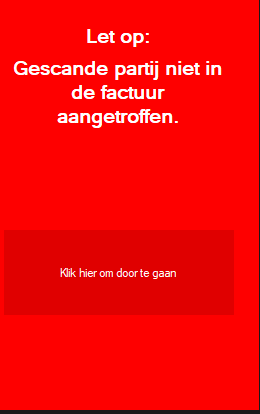 Let op:
Gescande partij niet in
de factuur
aangetroffen.
Klik hier om door te gaan